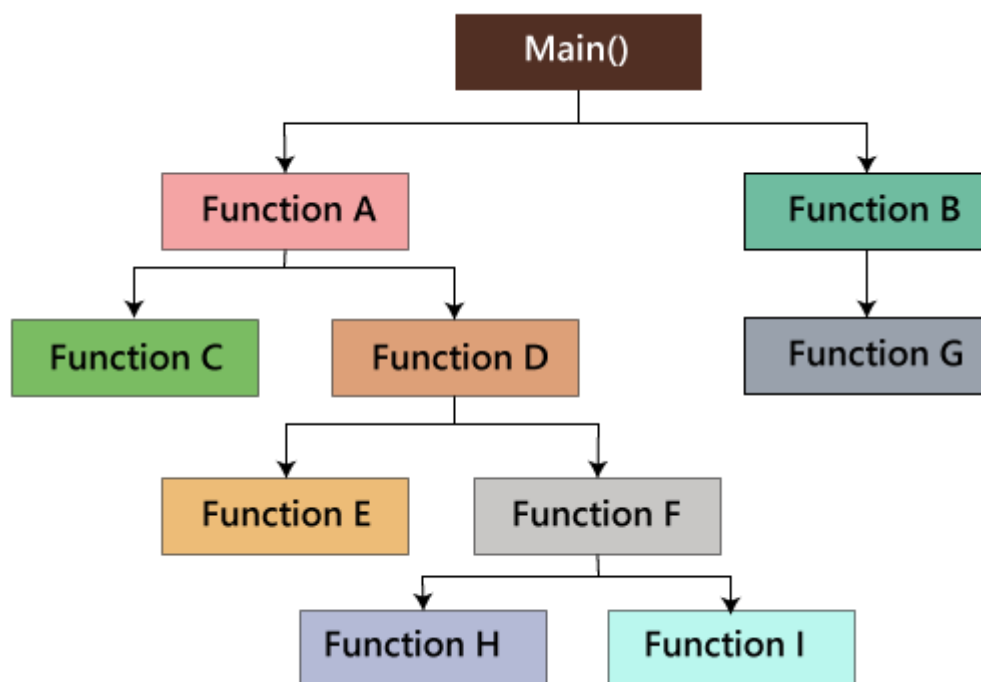 Main()
Function A
Function B
Function C
Function D
Function G
Function E
Function F
Function H
Function I